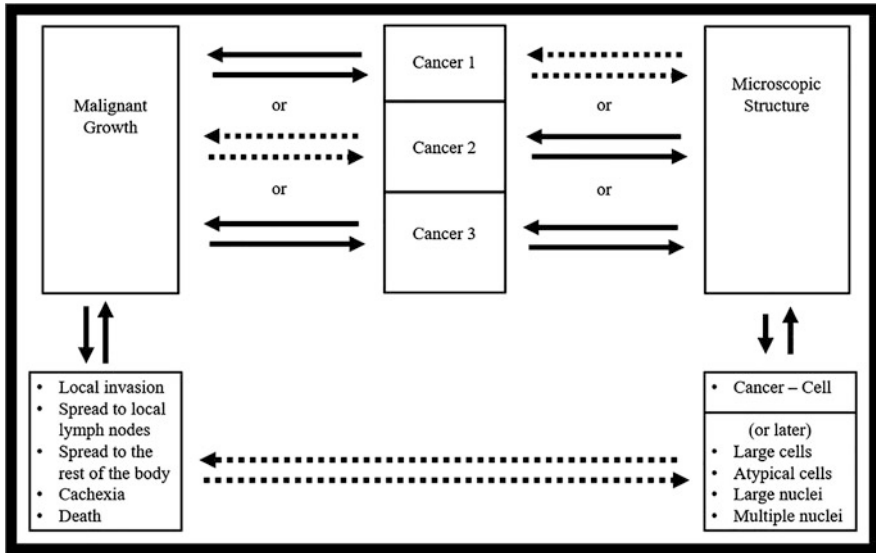 Malignant
Growth
or
or
Cancer 1
Cancer 2
Cancer 3
or
or
Microscopic
Structure
• Local invasion
• Spread to local
lymph nodes
• Spread to the
rest of the body
• Cachexia
• Death
• Cancer – Cell
(or later)
• Large cells
• Atypical cells
• Large nuclei
• Multiple nuclei